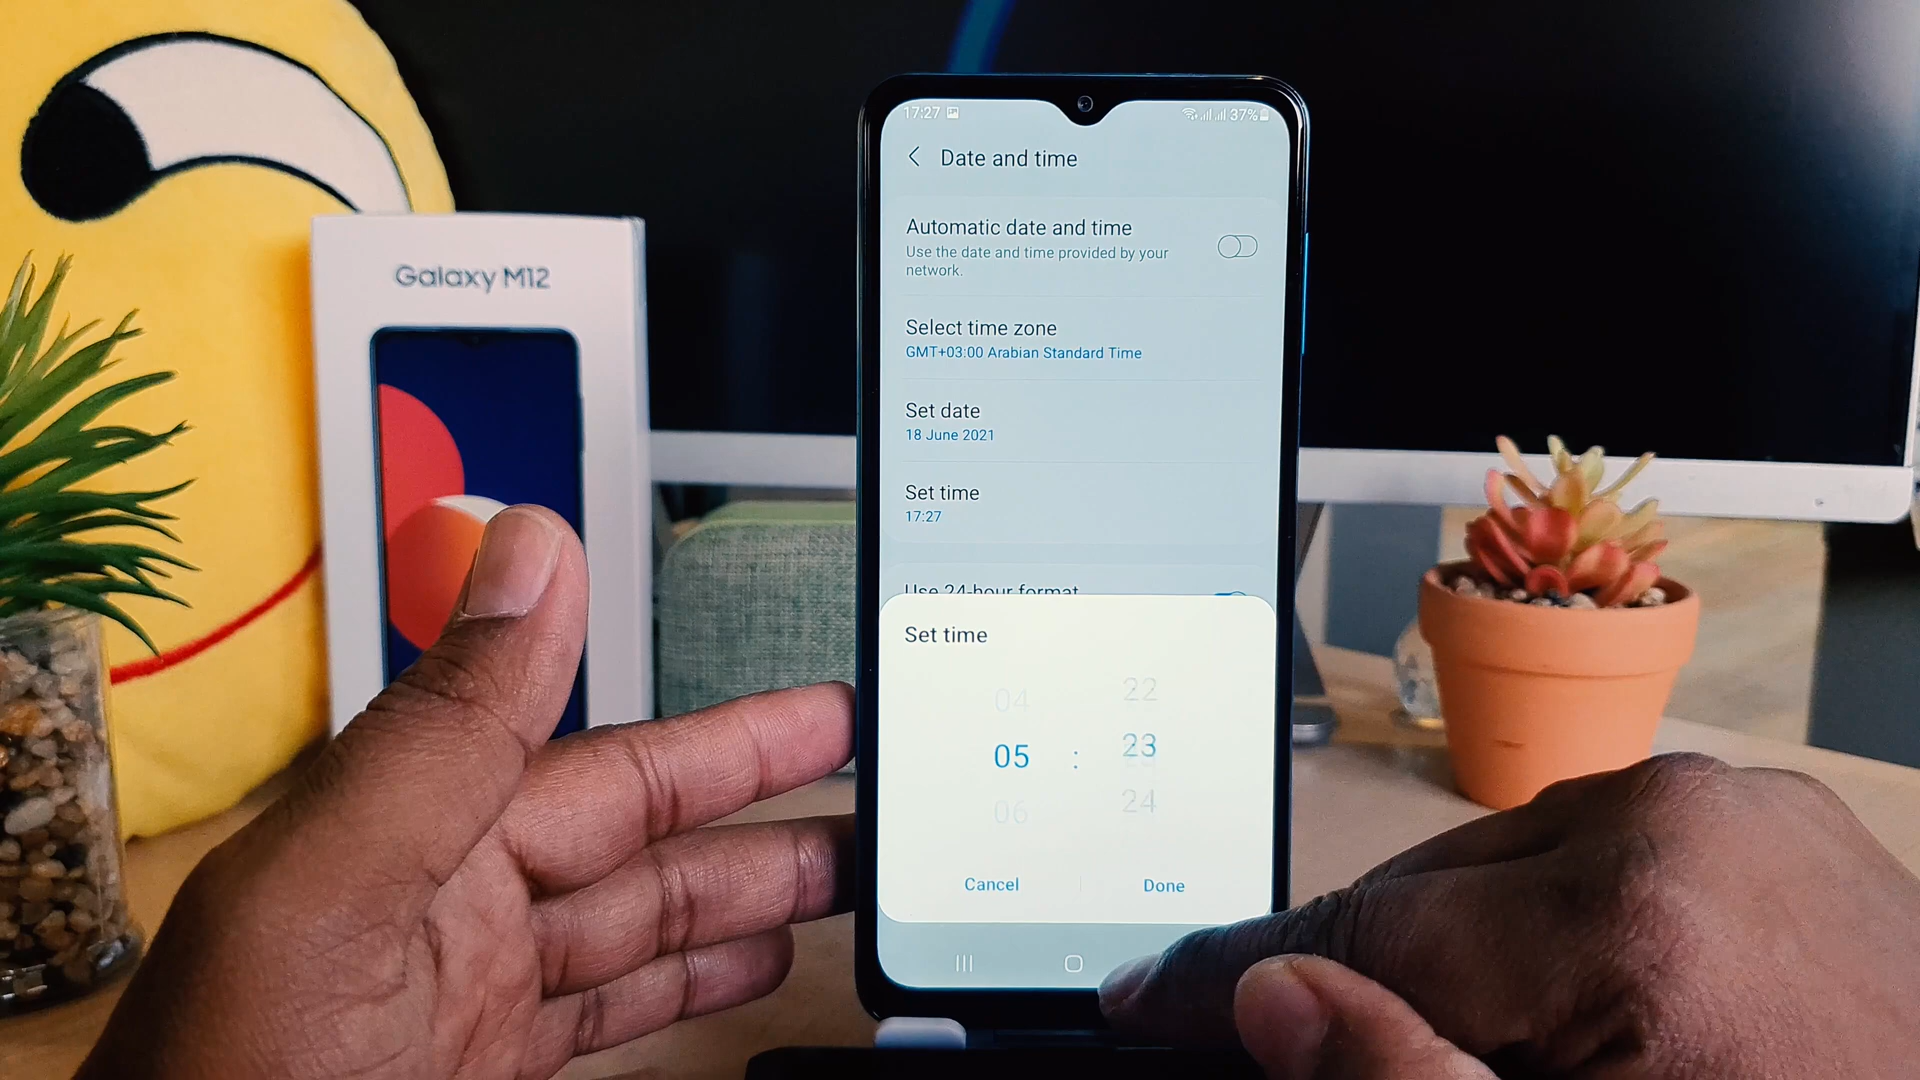 Galaxy M12
17:27
37%
Date and time
Automatic date and time
Use the date and time provided by your
network.
Select time zone
GMT+03:00 Arabian Standard Time
Set date
18 June 2021
Set time
17:27
Use 24-hour format
Set time
04
22
05 : 23
06
24
Cancel
Done